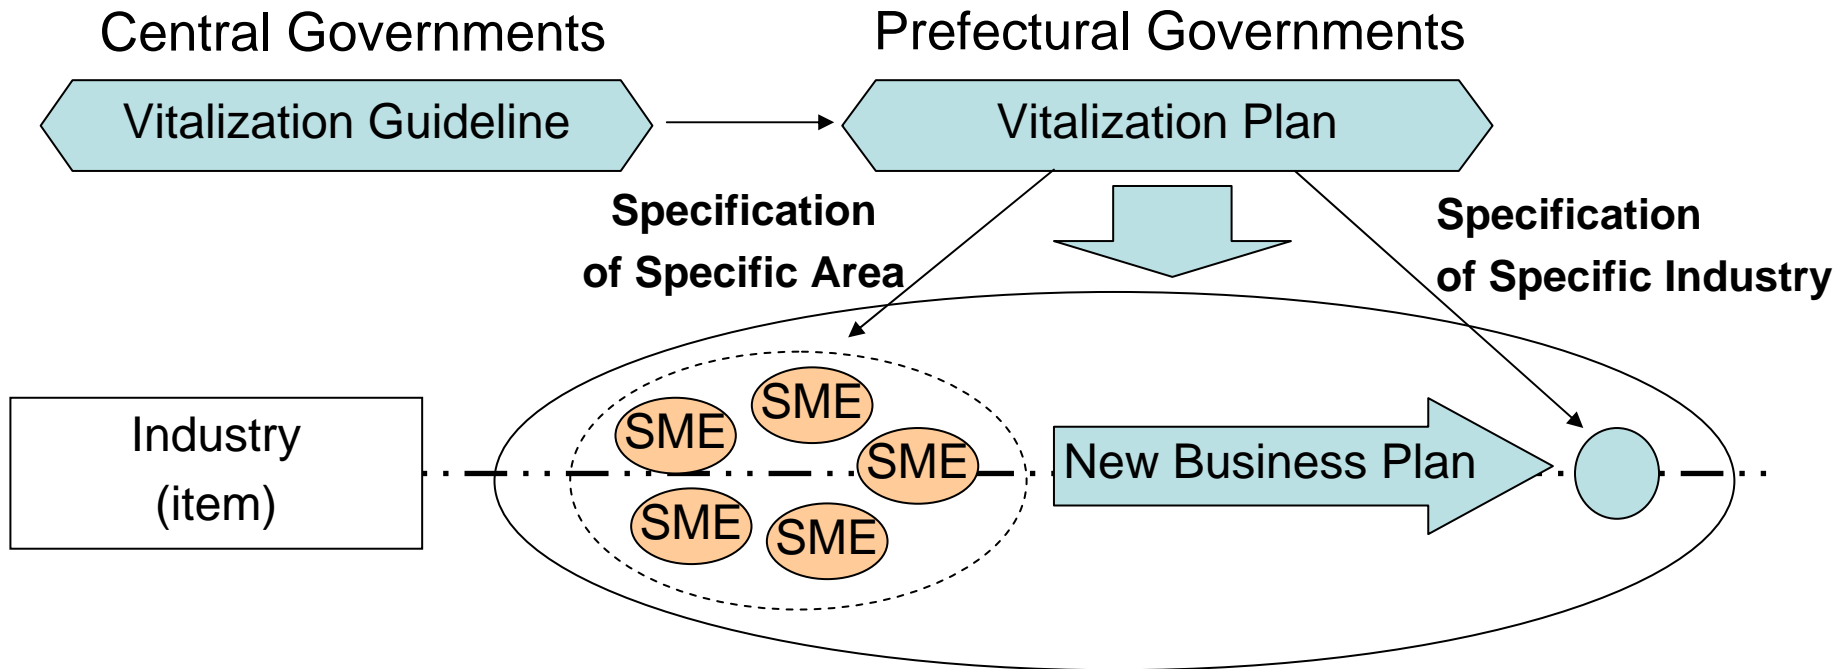 Central Governments
Prefectural Governments
Vitalization Guideline
Vitalization Plan
Specification
of Specific Area
Specification
of Specific Industry
Industry
(item)
SME
SME
SME
SME
SME
New Business Plan